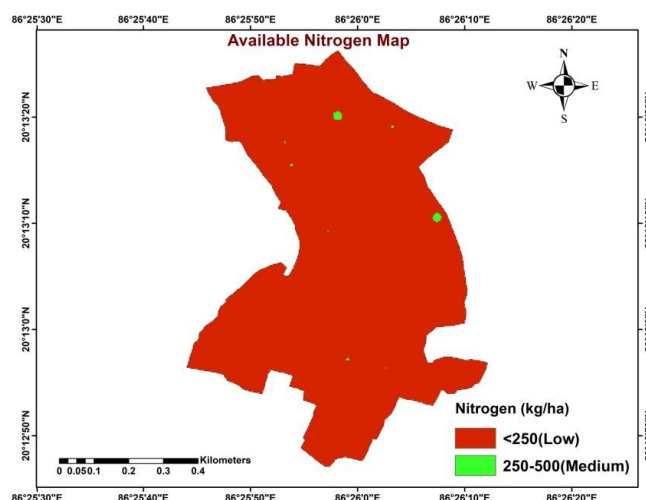 86°25'30"E 86°25'40"E 86°25'50"E 86°26'0"E 86°26'10"E 86°26'20"E
Available Nitrogen Map
N
W E
S
20°13'20"N
20°13'10"N
20°13'0"N
20°12'50"N
Nitrogen (kg/ha)
<250(Low)
250-500(Medium)
Kilometers
0 0.050.1 0.2 0.3 0.4
86°25'30"E 86°25'40"E 86°25'50"E 86°26'0"E 86°26'10"E 86°26'20"E